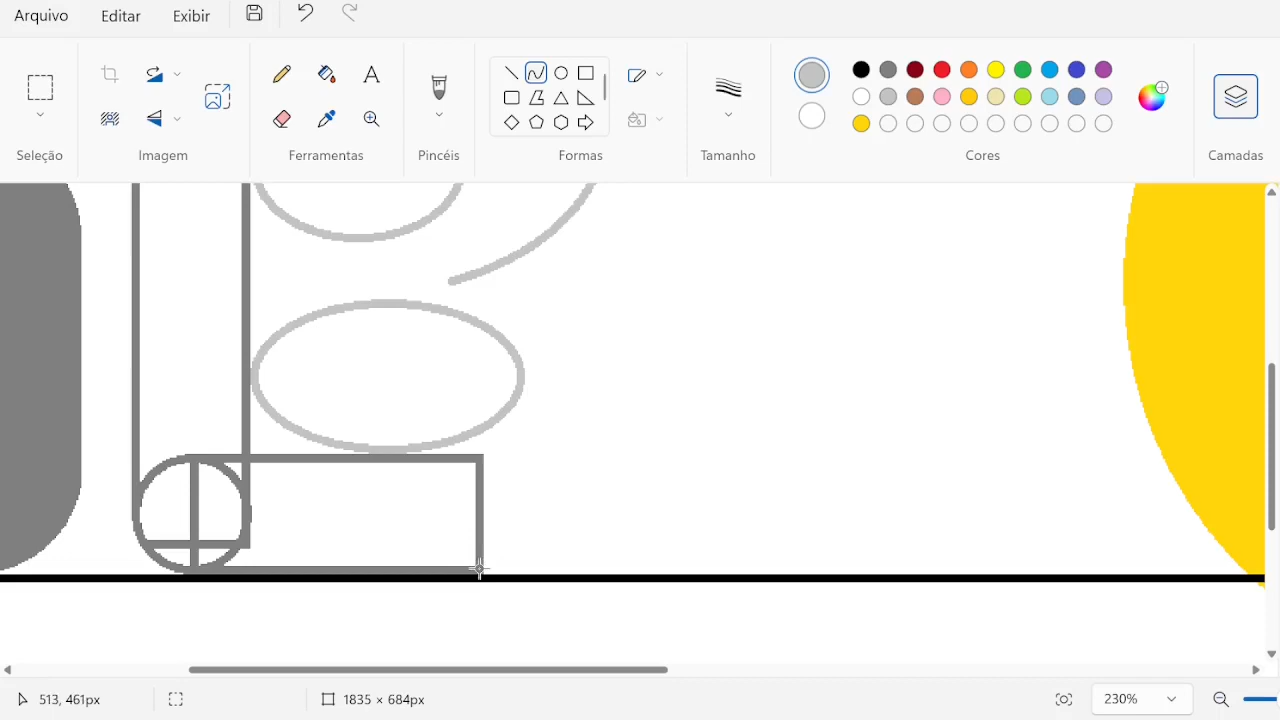 Arquivo Editar Exibir
Seleção Imagem Ferramentas Pincéis Formas Tamanho Cores Camadas
513, 461px 1835 × 684px 230%